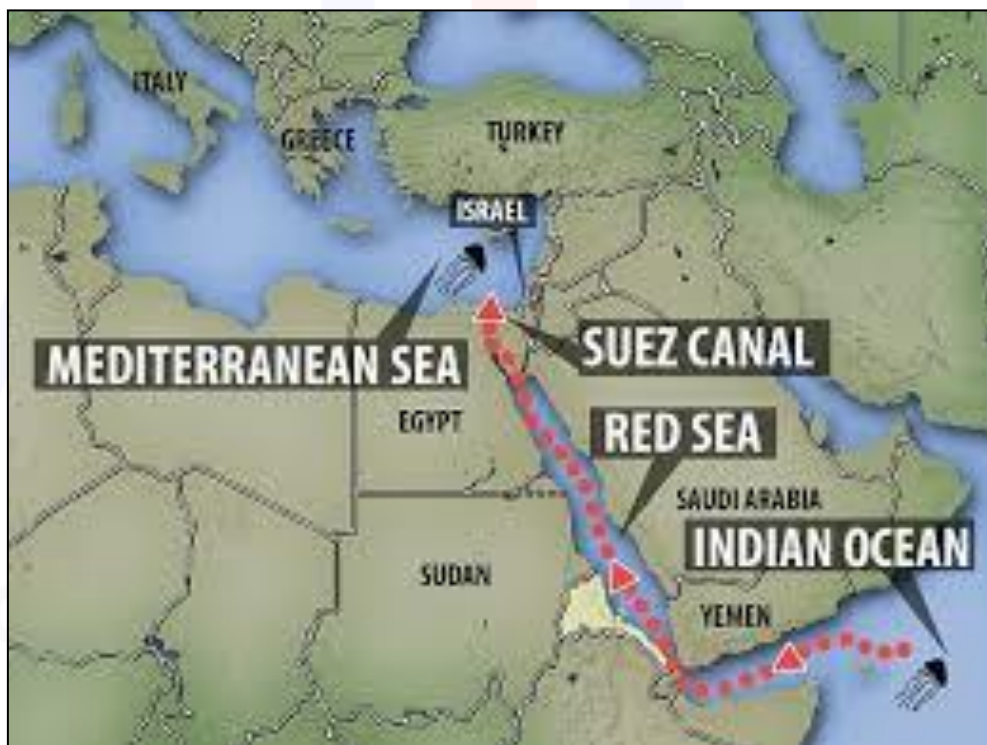 ITALY
GREECE
TURKEY
ISRAEL
MEDITERRANEAN SEA
SUEZ CANAL
EGYPT
RED SEA
SAUDI ARABIA
INDIAN OCEAN
SUDAN
YEMEN